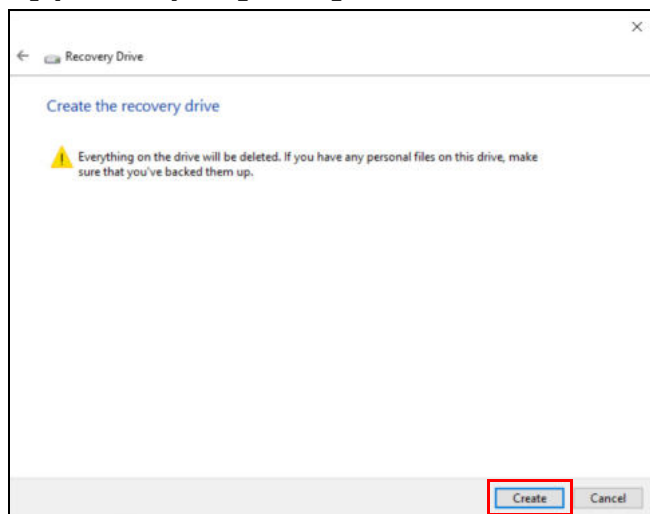 Recovery Drive
Create the recovery drive
Everything on the drive will be deleted. If you have any personal files on this drive, make
sure that you've backed them up.
Create Cancel